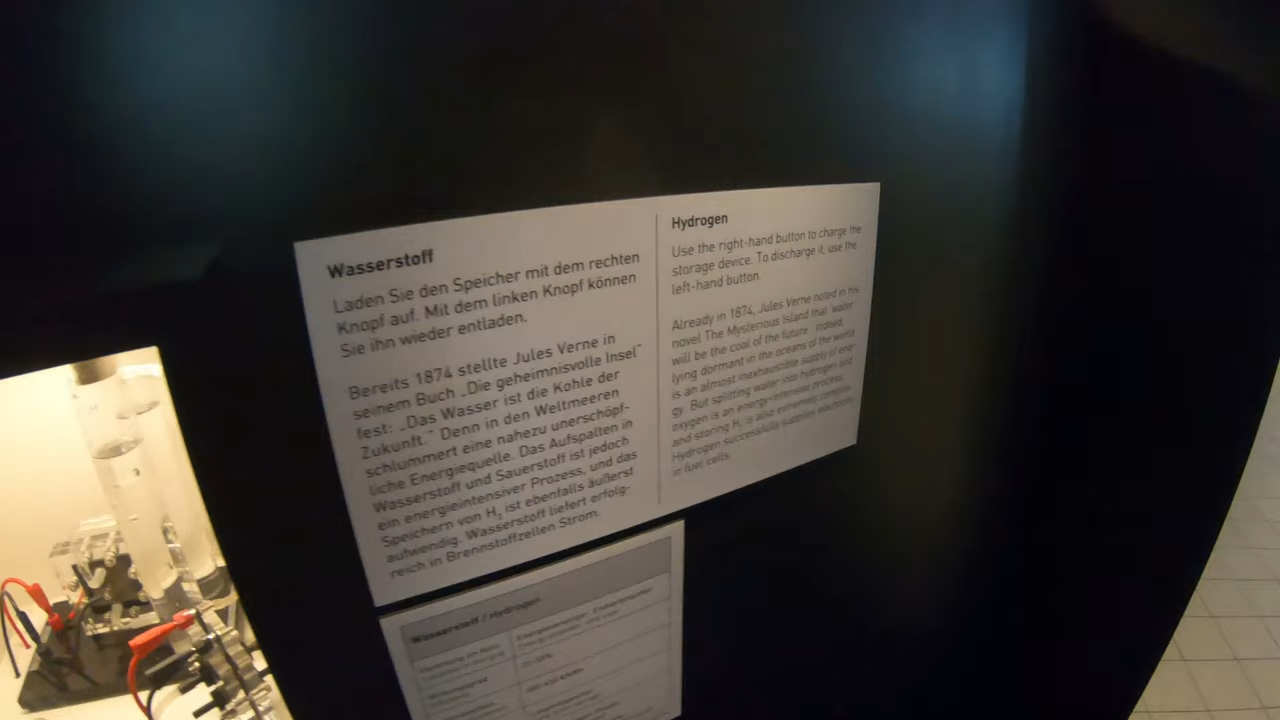 Wasserstoff
Laden Sie den Speicher mit dem rechten
Knopf auf. Mit dem linken Knopf können
Sie ihn wieder entladen.
Bereits 1874 stellte Jules Verne in
seinem Buch „Die geheimnisvolle Insel“
fest: „Das Wasser ist die Kohle der
Zukunft.“ Denn in den Weltmeeren
schlummert eine nahezu unerschöpf-
liche Energiequelle. Das Aufspalten in
Wasserstoff und Sauerstoff ist jedoch
ein energieintensiver Prozess, und das
Speichern von H₂ ist ebenfalls äußerst
aufwendig. Wasserstoff liefert erfolg-
reich in Brennstoffzellen Strom.
Hydrogen
Use the right-hand button to charge the
storage device. To discharge it, use the
left-hand button.
Already in 1874, Jules Verne noted in his
novel The Mysterious Island that "water
will be the coal of the future". Indeed,
lying dormant in the oceans of the world
is an almost inexhaustible supply of ener-
gy. But splitting water into hydrogen and
oxygen is an energy-intensive process,
and storing H₂ is also extremely complex.
Hydrogen successfully supplies electricity
in fuel cells.
Wasserstoff / Hydrogen